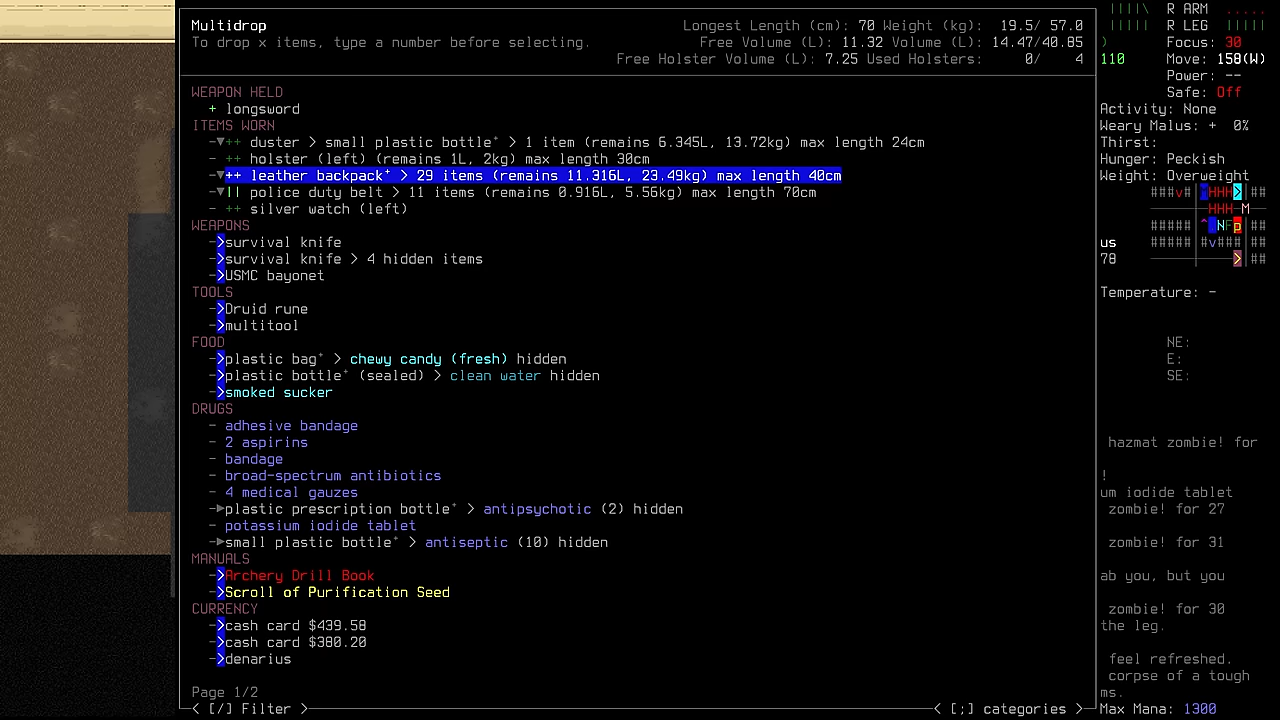 Multidrop
Longest Length (cm): 70 Weight (kg): 19.5/ 57.0
To drop x items, type a number before selecting.
Free Volume (L): 11.32 Volume (L): 14.47/40.85
Free Holster Volume (L): 7.25 Used Holsters: 0/ 4
WEAPON HELD
+ longsword
ITEMS WORN
-▼++ duster > small plastic bottle⁺ > 1 item (remains 6.345L, 13.72kg) max length 24cm
- ++ holster (left) (remains 1L, 2kg) max length 30cm
-▼++ leather backpack⁺ > 29 items (remains 11.316L, 23.49kg) max length 40cm
-▼|| police duty belt > 11 items (remains 0.916L, 5.56kg) max length 70cm
- ++ silver watch (left)
WEAPONS
->survival knife
->survival knife > 4 hidden items
->USMC bayonet
TOOLS
->Druid rune
->multitool
FOOD
->plastic bag⁺ > chewy candy (fresh) hidden
->plastic bottle⁺ (sealed) > clean water hidden
->smoked sucker
DRUGS
- adhesive bandage
- 2 aspirins
- bandage
- broad-spectrum antibiotics
- 4 medical gauzes
-▶plastic prescription bottle⁺ > antipsychotic (2) hidden
- potassium iodide tablet
-▶small plastic bottle⁺ > antiseptic (10) hidden
MANUALS
->Archery Drill Book
->Scroll of Purification Seed
CURRENCY
->cash card $439.58
->cash card $380.20
->denarius
Page 1/2
< [/] Filter >
< [;] categories >
||||\ R ARM .....
||||| R LEG |||||
) Focus: 30
110 Move: 158(W)
Power: --
Safe: Off
Activity: None
Weary Malus: + 0%
Thirst:
Hunger: Peckish
Weight: Overweight
us
78
Temperature: -
NE:
E:
SE:
hazmat zombie! for
!
um iodide tablet
zombie! for 27
zombie! for 31
ab you, but you
zombie! for 30
the leg.
feel refreshed.
corpse of a tough
ms.
Max Mana: 1300